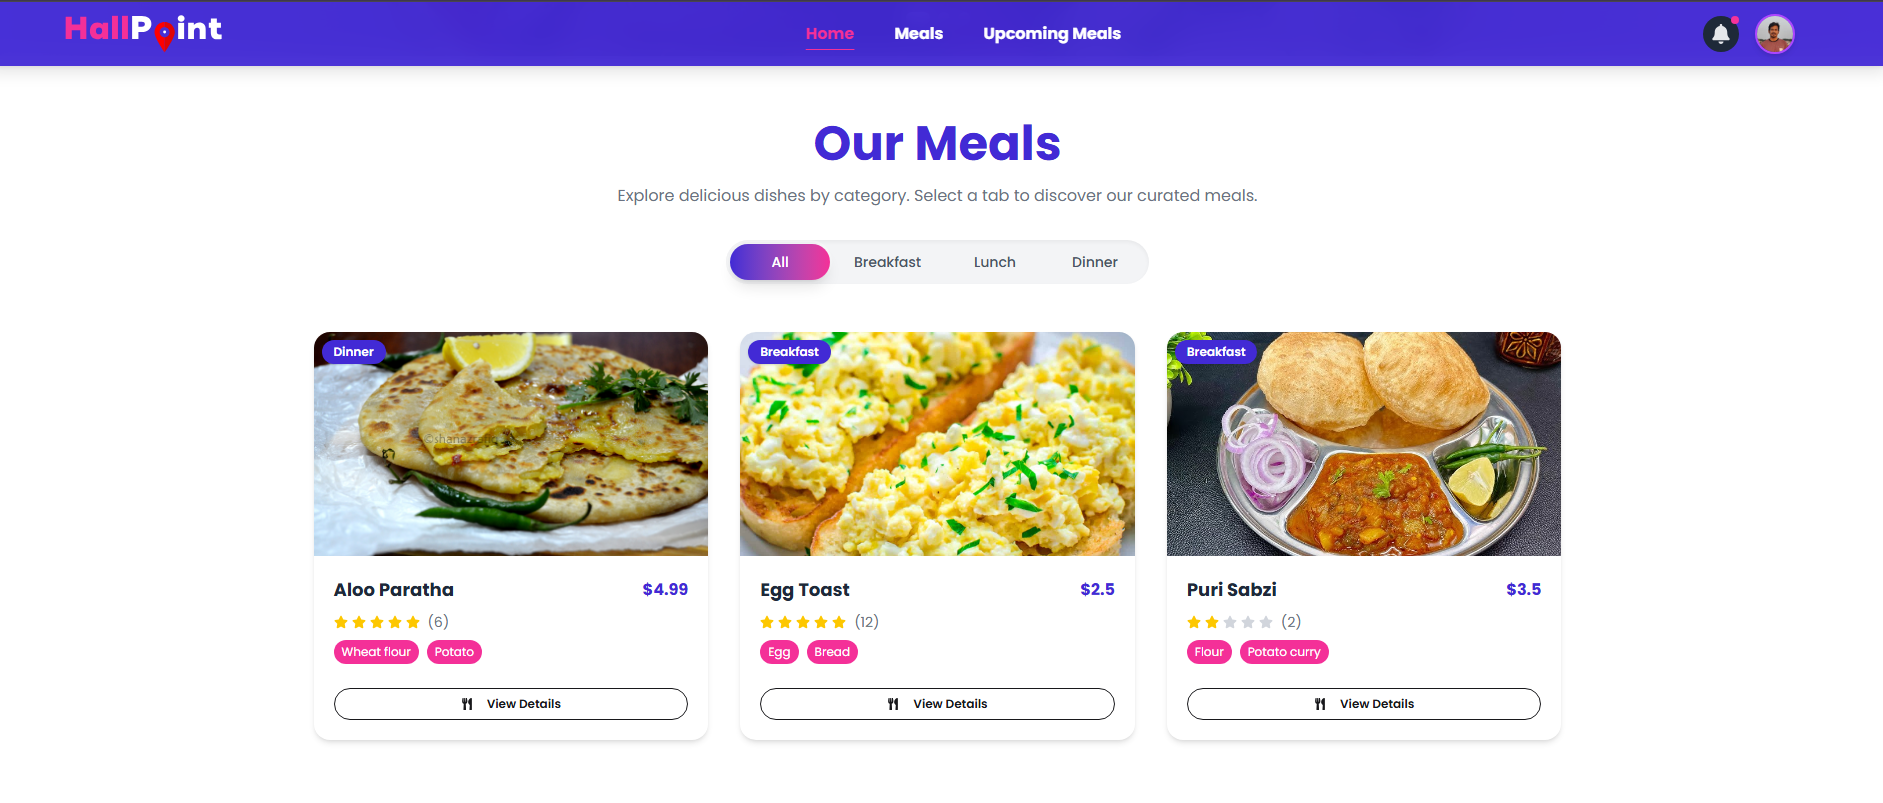 HallPoint
Home Meals Upcoming Meals
Our Meals
Explore delicious dishes by category. Select a tab to discover our curated meals.
All Breakfast Lunch Dinner
Dinner
Aloo Paratha $4.99
(6)
Wheat flour Potato
View Details
Breakfast
Egg Toast $2.5
(12)
Egg Bread
View Details
Breakfast
Puri Sabzi $3.5
(2)
Flour Potato curry
View Details